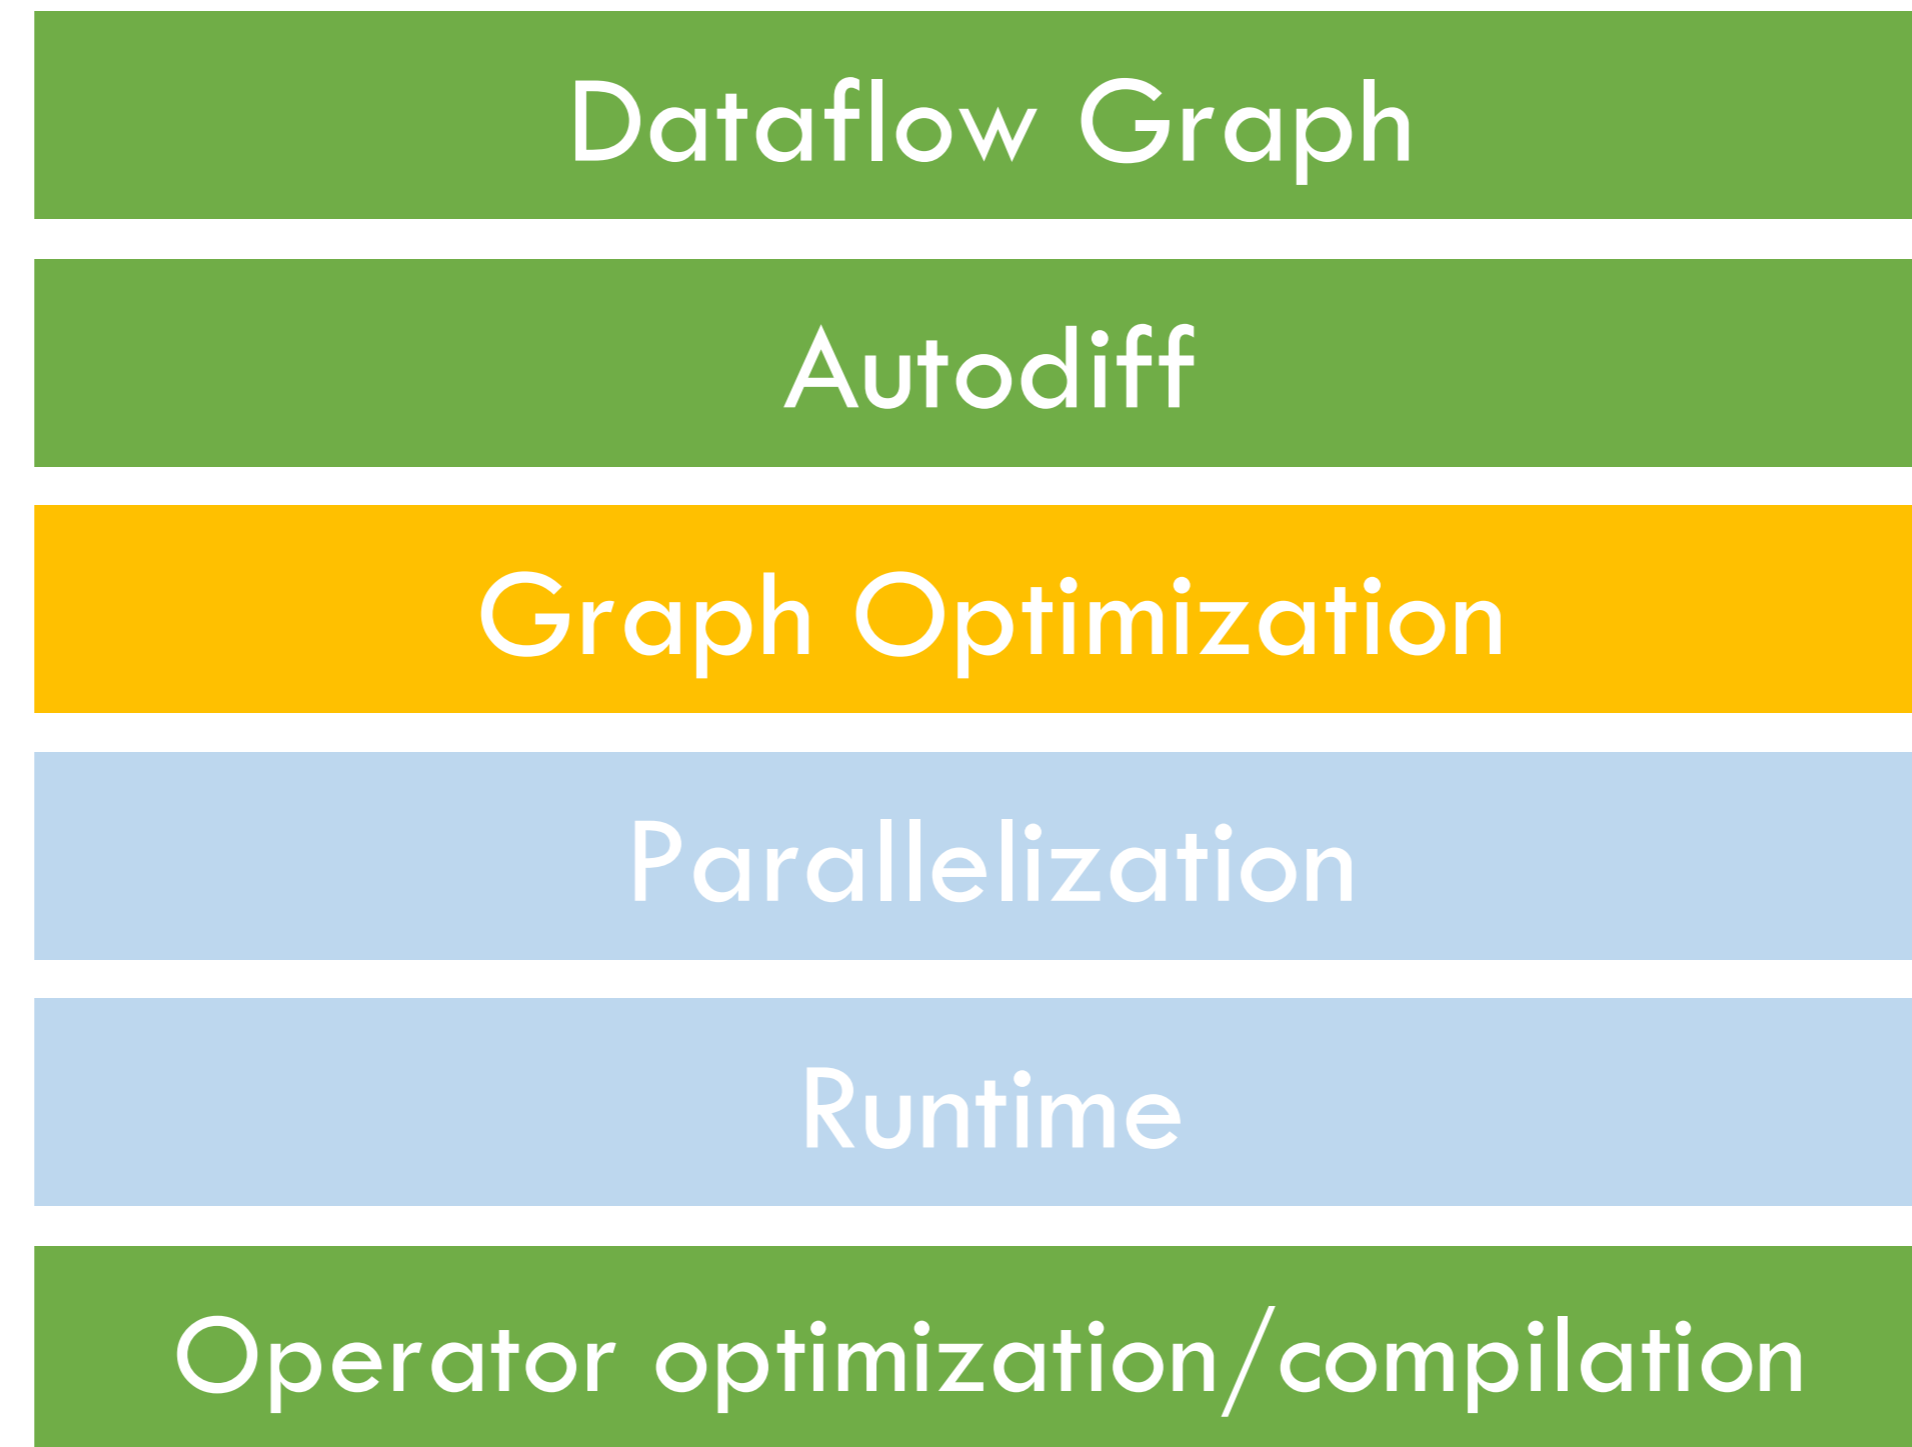 Dataflow Graph
Autodiff
Graph Optimization
Parallelization
Runtime
Operator optimization/compilation